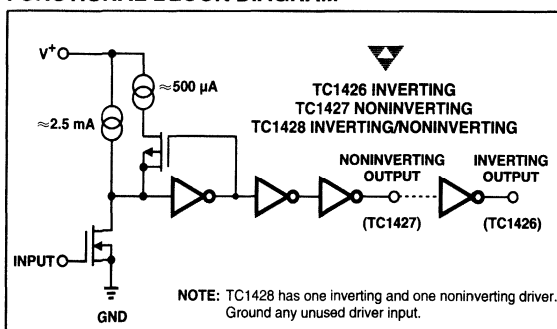 FUNCTIONAL BLOCK DIAGRAM
V+
≈500 μA
≈2.5 mA
TC1426 INVERTING
TC1427 NONINVERTING
TC1428 INVERTING/NONINVERTING
NONINVERTING
OUTPUT
INVERTING
OUTPUT
(TC1427)
(TC1426)
INPUT
GND
NOTE: TC1428 has one inverting and one noninverting driver.
Ground any unused driver input.